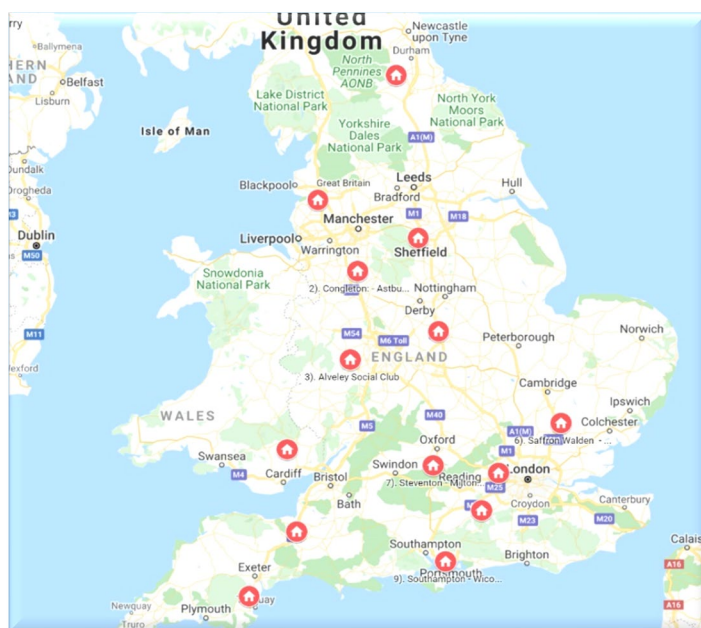 United
Kingdom
Newcastle
upon Tyne
Ballymena
Durham
North
Pennines
AONB
Belfast
Lisburn
Lake District
National Park
North York
Moors
National Park
Isle of Man
Yorkshire
Dales
National Park
A1(M)
Dundalk
Drogheda
Blackpool
Great Britain
Leeds
Bradford
Hull
M1
M18
Manchester
Dublin
M50
Liverpool
Warrington
Sheffield
Snowdonia
National Park
2). Congleton: - Astbu...
Nottingham
Derby
M11
M54
M6 Toll
Peterborough
Norwich
ENGLAND
3). Alveley Social Club
Cambridge
WALES
M40
Ipswich
Colchester
M5
A1(M)
6). Saffron Walden - ...
Oxford
M1
Swansea
M4
Cardiff
Bristol
Swindon
7). Steventon - Milton...
Reading
London
M25
Bath
Croydon
Canterbury
M23
M20
Southampton
Brighton
Calais
Exeter
Portsmouth
9). Southampton - Wico...
A16
Newquay
Plymouth
Truro
A16